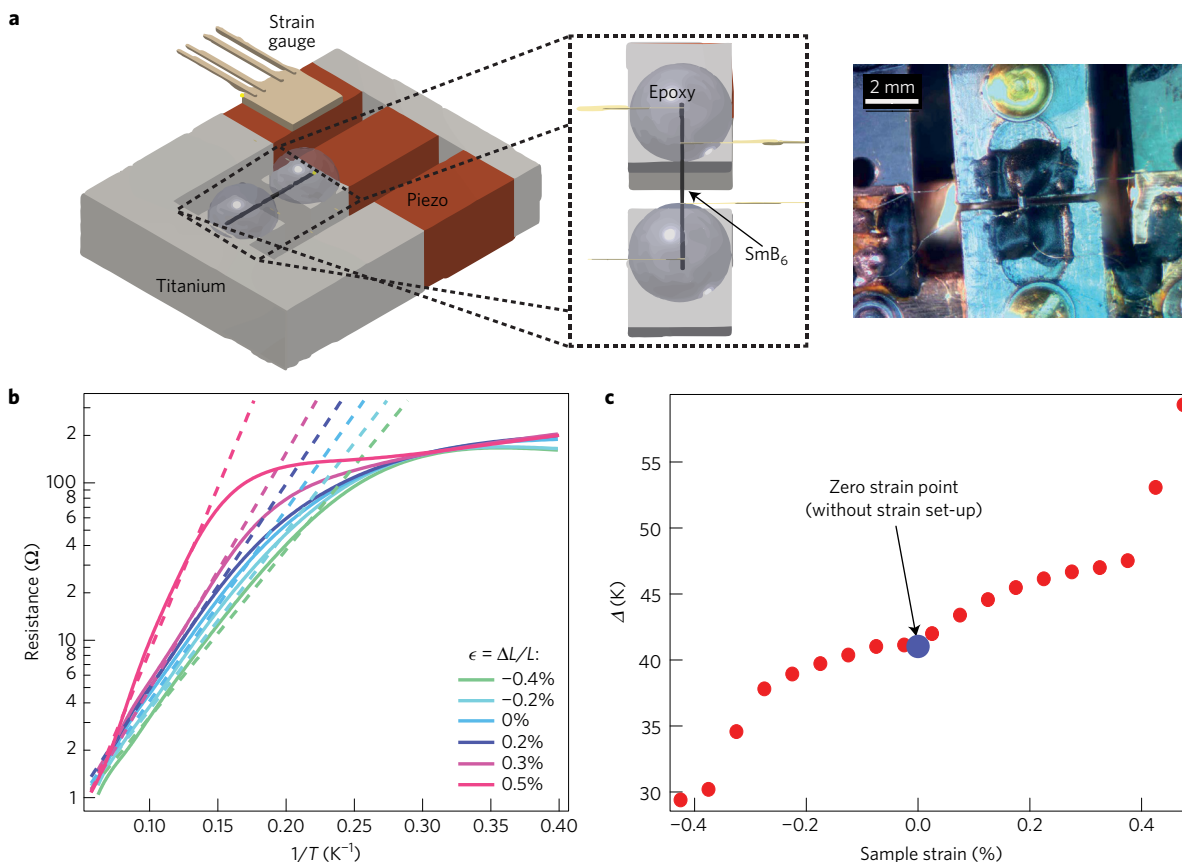 a
Strain
gauge
Piezo
Titanium
Epoxy
SmB6
2 mm
b
Resistance (Ω)
2
100
8
6
4
2
10
8
6
4
2
1
0.10
0.15
0.20
0.25
0.30
0.35
0.40
1/T (K−1)
ϵ = ΔL/L:
−0.4%
−0.2%
0%
0.2%
0.3%
0.5%
c
Δ (K)
55
50
45
40
35
30
Zero strain point
(without strain set-up)
−0.4
−0.2
0.0
0.2
0.4
Sample strain (%)